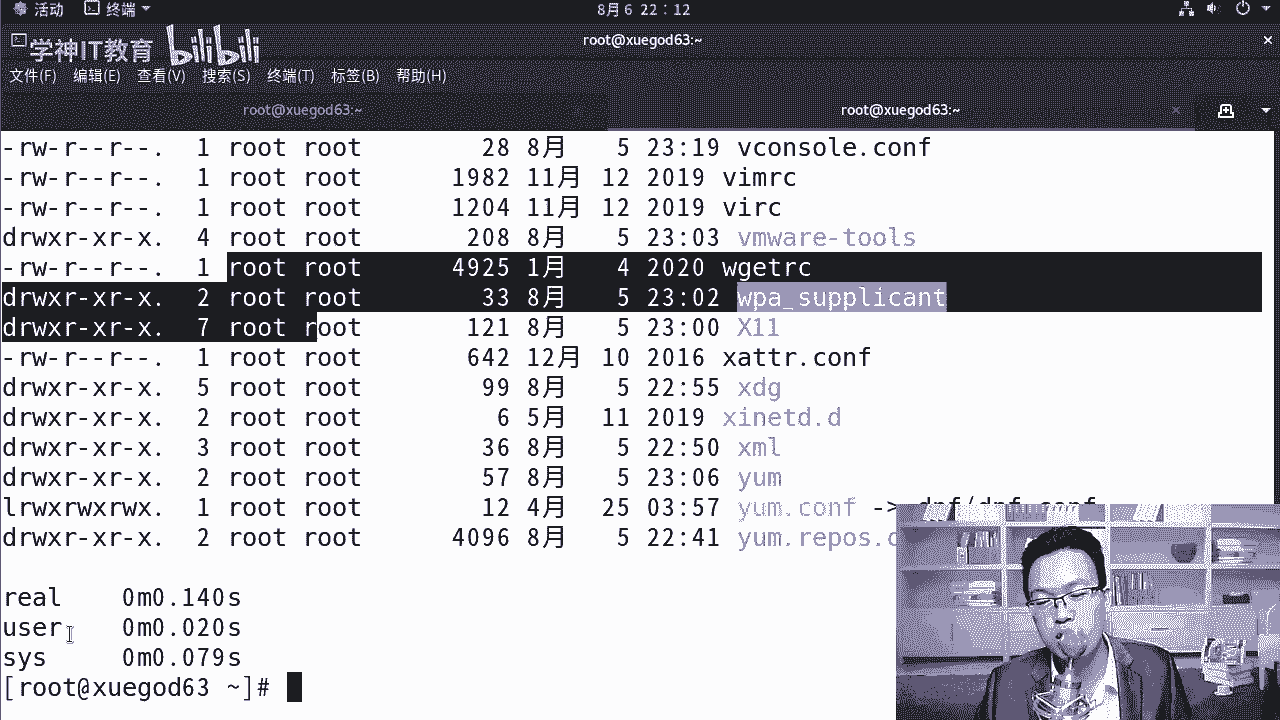 活动 终端 8月 6 22：12
root@xuegod63:~
学神IT教育 bilibili
文件(F) 编辑(E) 查看(V) 搜索(S) 终端(T) 标签(B) 帮助(H)
root@xuegod63:~ root@xuegod63:~
-rw-r--r--. 1 root root 28 8月 5 23:19 vconsole.conf
-rw-r--r--. 1 root root 1982 11月 12 2019 vimrc
-rw-r--r--. 1 root root 1204 11月 12 2019 virc
drwxr-xr-x. 4 root root 208 8月 5 23:03 vmware-tools
-rw-r--r--. 1 root root 4925 1月 4 2020 wgetrc
drwxr-xr-x. 2 root root 33 8月 5 23:02 wpa_supplicant
drwxr-xr-x. 7 root root 121 8月 5 23:00 X11
-rw-r--r--. 1 root root 642 12月 10 2016 xattr.conf
drwxr-xr-x. 5 root root 99 8月 5 22:55 xdg
drwxr-xr-x. 2 root root 6 5月 11 2019 xinetd.d
drwxr-xr-x. 3 root root 36 8月 5 22:50 xml
drwxr-xr-x. 2 root root 57 8月 5 23:06 yum
lrwxrwxrwx. 1 root root 12 4月 25 03:57 yum.conf -> dnf/dnf.conf
drwxr-xr-x. 2 root root 4096 8月 5 22:41 yum.repos.d
real 0m0.140s
user 0m0.020s
sys 0m0.079s
[root@xuegod63 ~]#